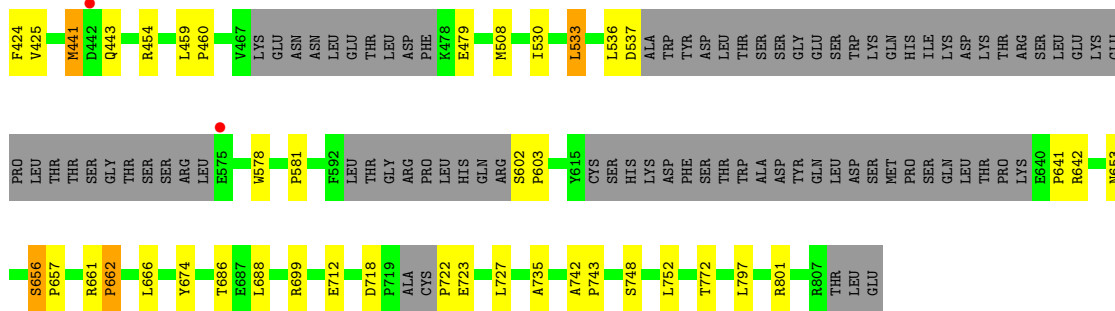 F424 V425 M441 D442 Q443 R454 L459 P460 V467 LYS GLU ASN ASN LEU GLU THR LEU ASP PHE K478 E479 M508 I530 L533 L536 D537 ALA TRP TYR ASP LEU THR SER SER GLY GLU SER TRP LYS GLN HIS ILE LYS ASP LYS THR ARG SER LEU GLU LYS GLU
PRO LEU THR THR SER GLY THR SER SER ARG LEU E575 W578 P581 F592 LEU THR GLY ARG PRO LEU HIS GLN ARG S602 P603 Y615 CYS SER HIS LYS ASP PHE SER THR TRP ALA ASP TYR GLN LEU ASP SER MET PRO SER GLN LEU THR PRO LYS E640 P641 R642 N653
S656 P657 R661 P662 L666 Y674 T686 E687 L688 R699 E712 D718 P719 ALA CYS P722 E723 L727 A735 A742 P743 S748 L752 T772 L797 R801 R807 THR LEU GLU